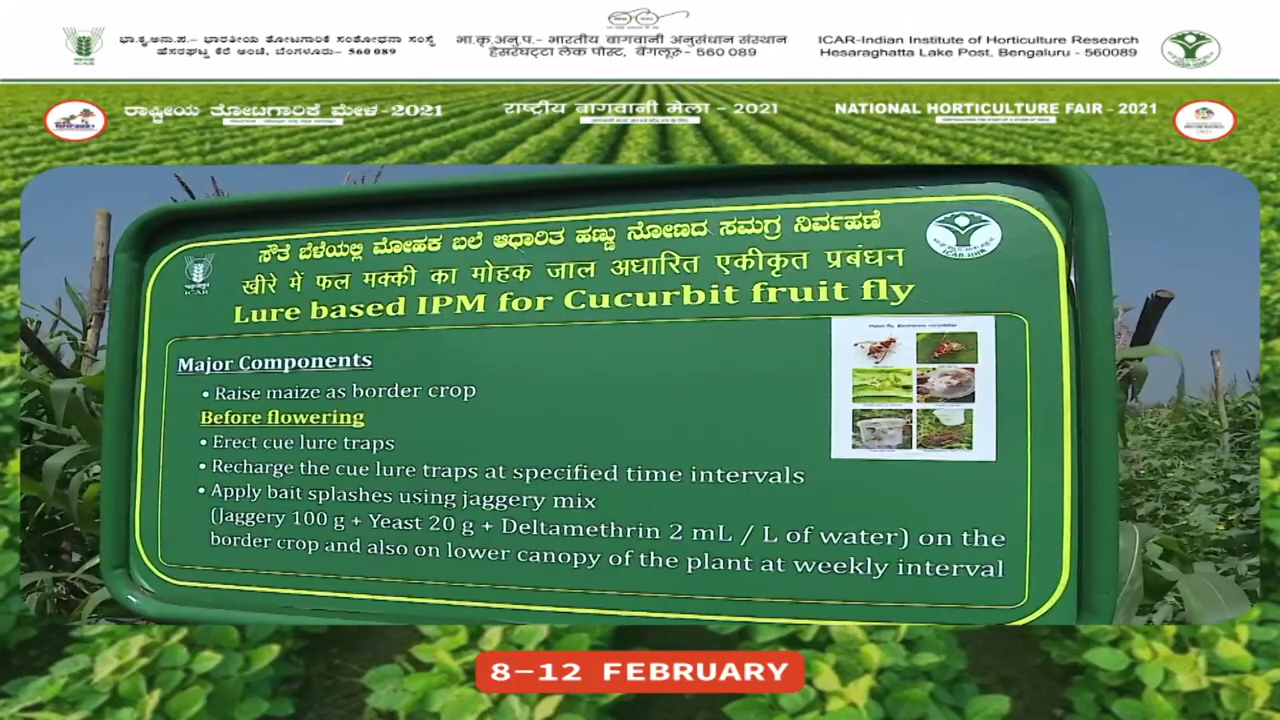 ಭಾ.ಕೃ.ಅನು.ಪ.- ಭಾರತೀಯ ತೋಟಗಾರಿಕೆ ಸಂಶೋಧನಾ ಸಂಸ್ಥೆ
ಹೆಸರಘಟ್ಟ ಕೆರೆ ಅಂಚೆ, ಬೆಂಗಳೂರು- 560 089
भा.कृ.अनु.प.- भारतीय बागवानी अनुसंधान संस्थान
हेसरघट्टा लेक पोस्ट, बेंगलूरू - 560 089
ICAR-Indian Institute of Horticulture Research
Hesaraghatta Lake Post, Bengaluru - 560089
ICAR
ರಾಷ್ಟ್ರೀಯ ತೋಟಗಾರಿಕೆ ಮೇಳ -2021
राष्ट्रीय बागवानी मेला - 2021
NATIONAL HORTICULTURE FAIR - 2021
ಸೌತೆ ಬೆಳೆಯಲ್ಲಿ ಮೋಹಕ ಬಲೆ ಆಧಾರಿತ ಹಣ್ಣು ನೊಣದ ಸಮಗ್ರ ನಿರ್ವಹಣೆ
खीरे में फल मक्की का मोहक जाल अधारित एकीकृत प्रबंधन
Lure based IPM for Cucurbit fruit fly
ICAR
ICAR-IIHR
Major Components
• Raise maize as border crop
Before flowering
• Erect cue lure traps
• Recharge the cue lure traps at specified time intervals
• Apply bait splashes using jaggery mix
(Jaggery 100 g + Yeast 20 g + Deltamethrin 2 mL / L of water) on the
border crop and also on lower canopy of the plant at weekly interval
8–12 FEBRUARY